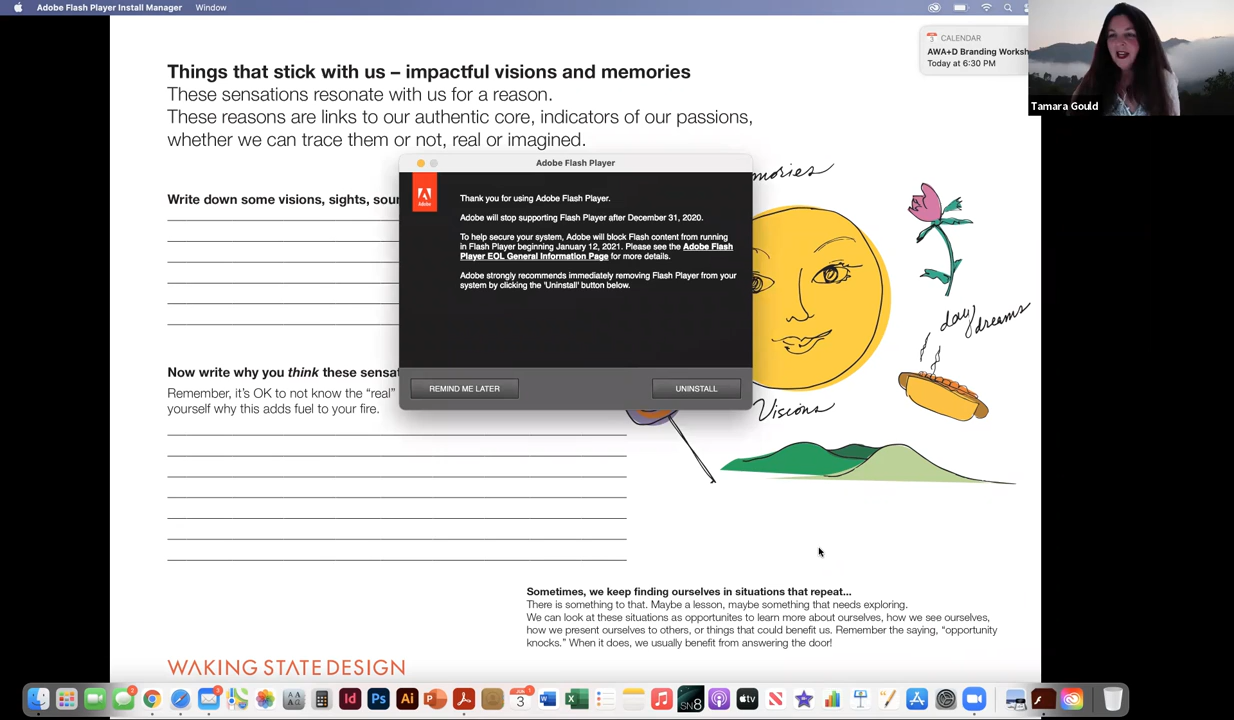 Adobe Flash Player Install Manager Window
CALENDAR
AWA+D Branding Worksh
Today at 6:30 PM
Tamara Gould
Things that stick with us – impactful visions and memories
These sensations resonate with us for a reason.
These reasons are links to our authentic core, indicators of our passions,
whether we can trace them or not, real or imagined.
Adobe Flash Player
Adobe
Thank you for using Adobe Flash Player.
Adobe will stop supporting Flash Player after December 31, 2020.
To help secure your system, Adobe will block Flash content from running
in Flash Player beginning January 12, 2021. Please see the Adobe Flash
Player EOL General Information Page for more details.
Adobe strongly recommends immediately removing Flash Player from your
system by clicking the 'Uninstall' button below.
REMIND ME LATER
UNINSTALL
Write down some visions, sights, sou
Now write why you think these sensa
Remember, it's OK to not know the “real”
yourself why this adds fuel to your fire.
mories
day dreams
Visions
Sometimes, we keep finding ourselves in situations that repeat...
There is something to that. Maybe a lesson, maybe something that needs exploring.
We can look at these situations as opportunites to learn more about ourselves, how we see ourselves,
how we present ourselves to others, or things that could benefit us. Remember the saying, “opportunity
knocks.” When it does, we usually benefit from answering the door!
WAKING STATE DESIGN
Id Ps Ai 3 SN8